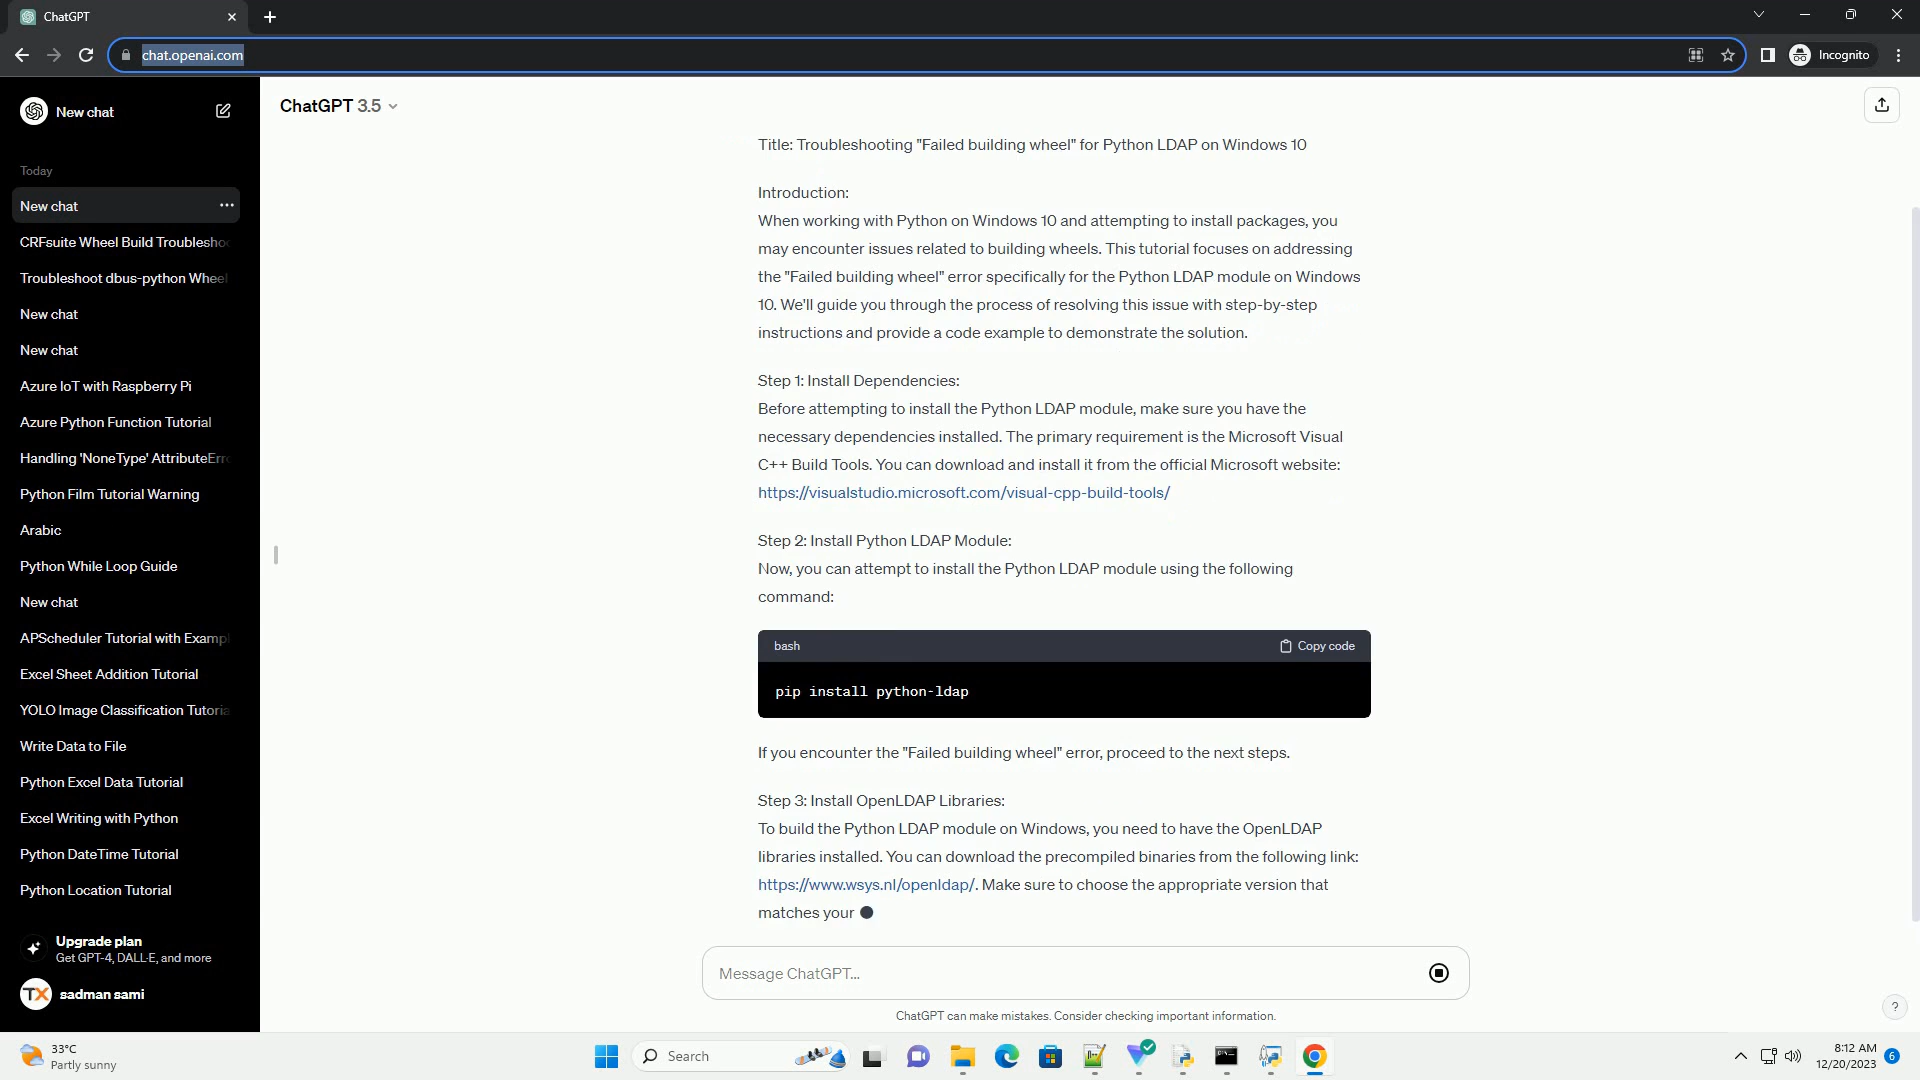 ChatGPT
chat.openai.com
Incognito
New chat
Today
New chat
CRFsuite Wheel Build Troublesho
Troubleshoot dbus-python Wheel
New chat
New chat
Azure IoT with Raspberry Pi
Azure Python Function Tutorial
Handling 'NoneType' AttributeErr
Python Film Tutorial Warning
Arabic
Python While Loop Guide
New chat
APScheduler Tutorial with Exampl
Excel Sheet Addition Tutorial
YOLO Image Classification Tutoria
Write Data to File
Python Excel Data Tutorial
Excel Writing with Python
Python DateTime Tutorial
Python Location Tutorial
Upgrade plan
Get GPT-4, DALL·E, and more
TX
sadman sami
ChatGPT 3.5
Title: Troubleshooting "Failed building wheel" for Python LDAP on Windows 10
Introduction:
When working with Python on Windows 10 and attempting to install packages, you
may encounter issues related to building wheels. This tutorial focuses on addressing
the "Failed building wheel" error specifically for the Python LDAP module on Windows
10. We'll guide you through the process of resolving this issue with step-by-step
instructions and provide a code example to demonstrate the solution.
Step 1: Install Dependencies:
Before attempting to install the Python LDAP module, make sure you have the
necessary dependencies installed. The primary requirement is the Microsoft Visual
C++ Build Tools. You can download and install it from the official Microsoft website:
https://visualstudio.microsoft.com/visual-cpp-build-tools/
Step 2: Install Python LDAP Module:
Now, you can attempt to install the Python LDAP module using the following
command:
bash
Copy code
pip install python-ldap
If you encounter the "Failed building wheel" error, proceed to the next steps.
Step 3: Install OpenLDAP Libraries:
To build the Python LDAP module on Windows, you need to have the OpenLDAP
libraries installed. You can download the precompiled binaries from the following link:
https://www.wsys.nl/openldap/. Make sure to choose the appropriate version that
matches your
Message ChatGPT...
ChatGPT can make mistakes. Consider checking important information.
?
33°C
Partly sunny
Search
8:12 AM
12/20/2023
6